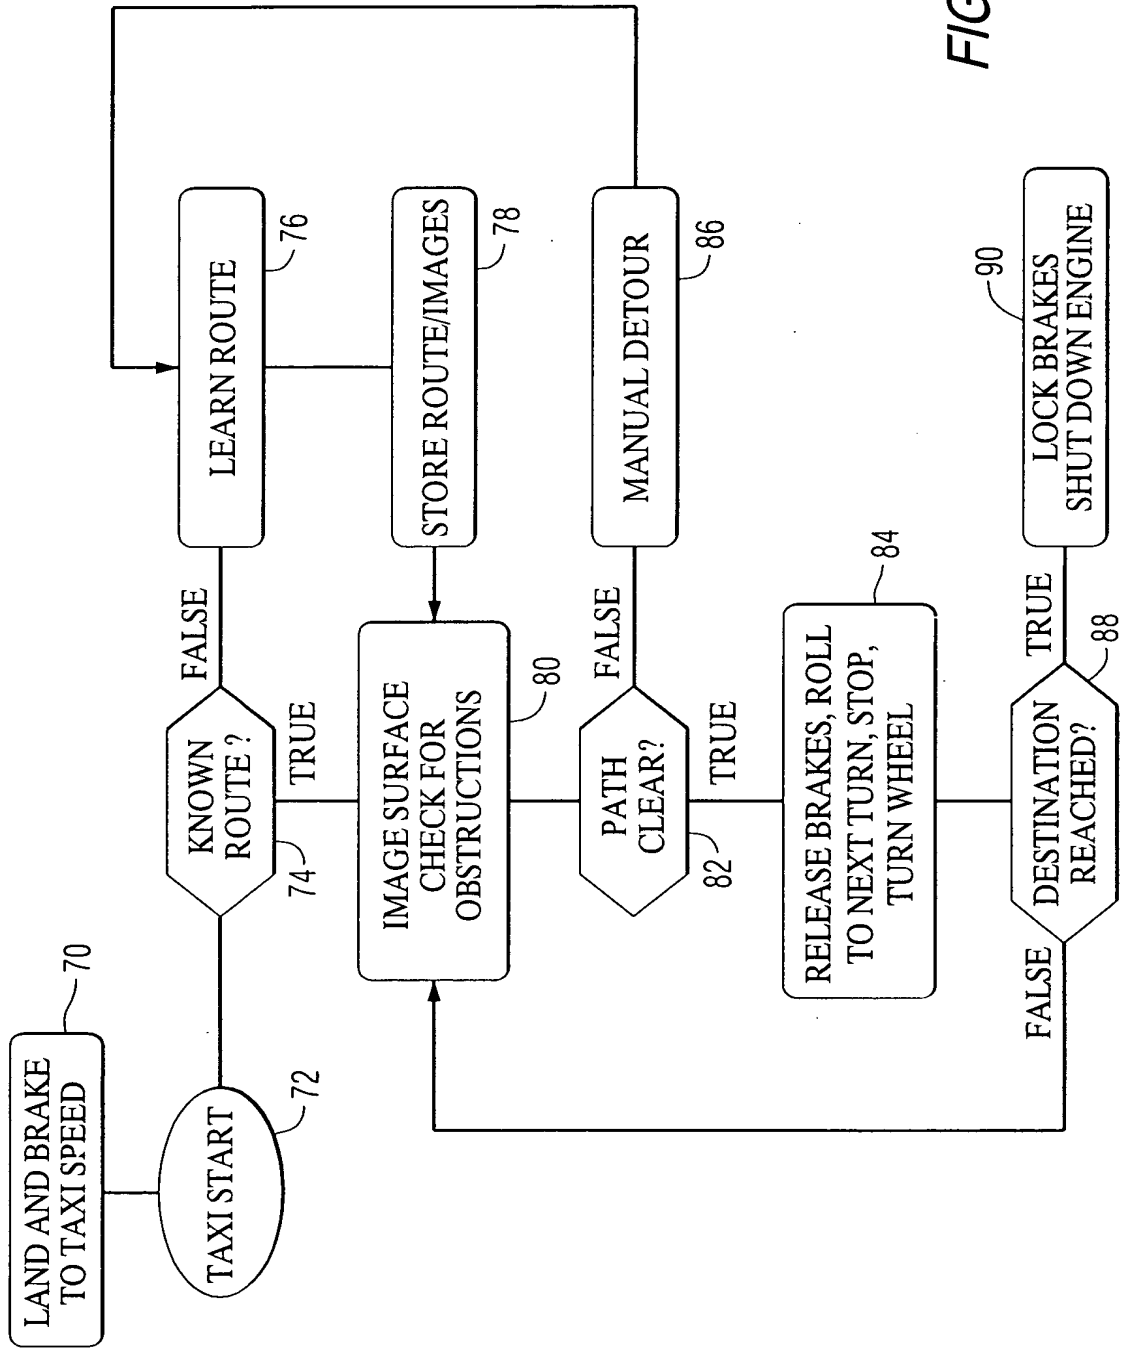 LAND AND BRAKE
TO TAXI SPEED
70
TAXI START
72
KNOWN
ROUTE ?
74
FALSE
TRUE
LEARN ROUTE
76
STORE ROUTE/IMAGES
78
IMAGE SURFACE
CHECK FOR
OBSTRUCTIONS
80
PATH
CLEAR?
82
FALSE
TRUE
MANUAL DETOUR
86
RELEASE BRAKES, ROLL
TO NEXT TURN, STOP,
TURN WHEEL
84
DESTINATION
REACHED?
88
FALSE
TRUE
LOCK BRAKES
SHUT DOWN ENGINE
90
FIG